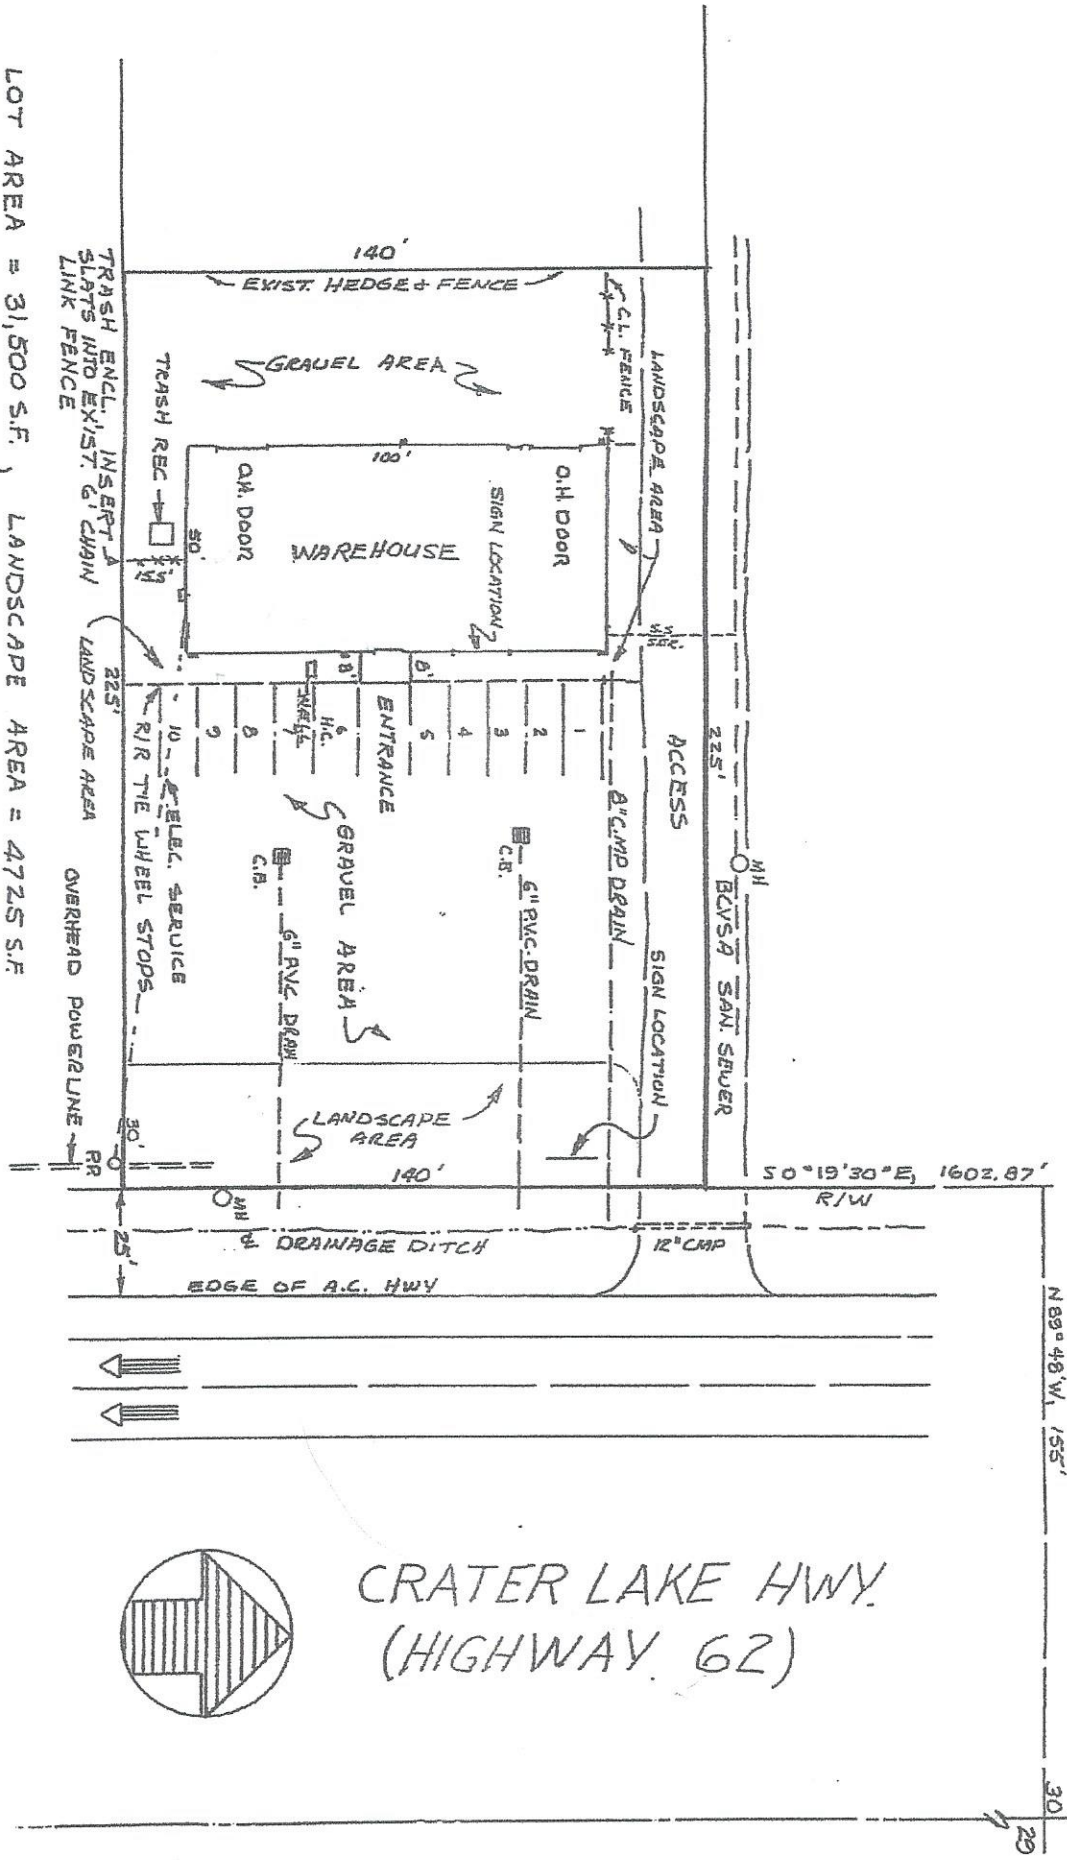 140'
EXIST. HEDGE & FENCE
C.L. FENCE
LANDSCAPE AREA
GRAVEL AREA
TRASH ENCL., INSERT
SLATS INTO EXIST. 6' CHAIN
LINK FENCE
TRASH REC
100'
O.H. DOOR
O.H. DOOR
SIGN LOCATION
WAREHOUSE
50'
S.S.
SER.
8'
8'
ENTRANCE
1
2
3
4
5
6
H.C.
8
9
10
LANDSCAPE AREA
225'
ELEC. SERVICE
R/R TIE WHEEL STOPS
ACCESS
225'
MH
BCVSA SAN. SEWER
8" CMP DRAIN
C.B.
6" PVC DRAIN
C.B.
6" PVC DRAIN
GRAVEL AREA
SIGN LOCATION
OVERHEAD POWERLINE
LANDSCAPE
AREA
30'
PP
140'
S 0°19'30"E, 1602.87'
R/W
MH
25'
DRAINAGE DITCH
12" CMP
EDGE OF A.C. HWY
N 89°48'W, 155'
CRATER LAKE HWY.
(HIGHWAY 62)
30
29
LOT AREA = 31,500 S.F., LANDSCAPE AREA = 4725 S.F.